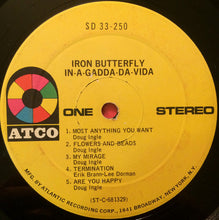 SD 33-250
IRON BUTTERFLY
IN-A-GADDA-DA-VIDA
ONE STEREO
ATCO
1 MOST ANYTHING YOU WANT
Doug Ingle
2 FLOWERS AND BEADS
Doug Ingle
3 MY MIRAGE
Doug Ingle
4 TERMINATION
Erik Brann-Lee Dorman
5 ARE YOU HAPPY
Doug Ingle
(ST-C-681329)
MFG. BY ATLANTIC RECORDING CORP., 1841 BROADWAY, NEW YORK, N.Y.